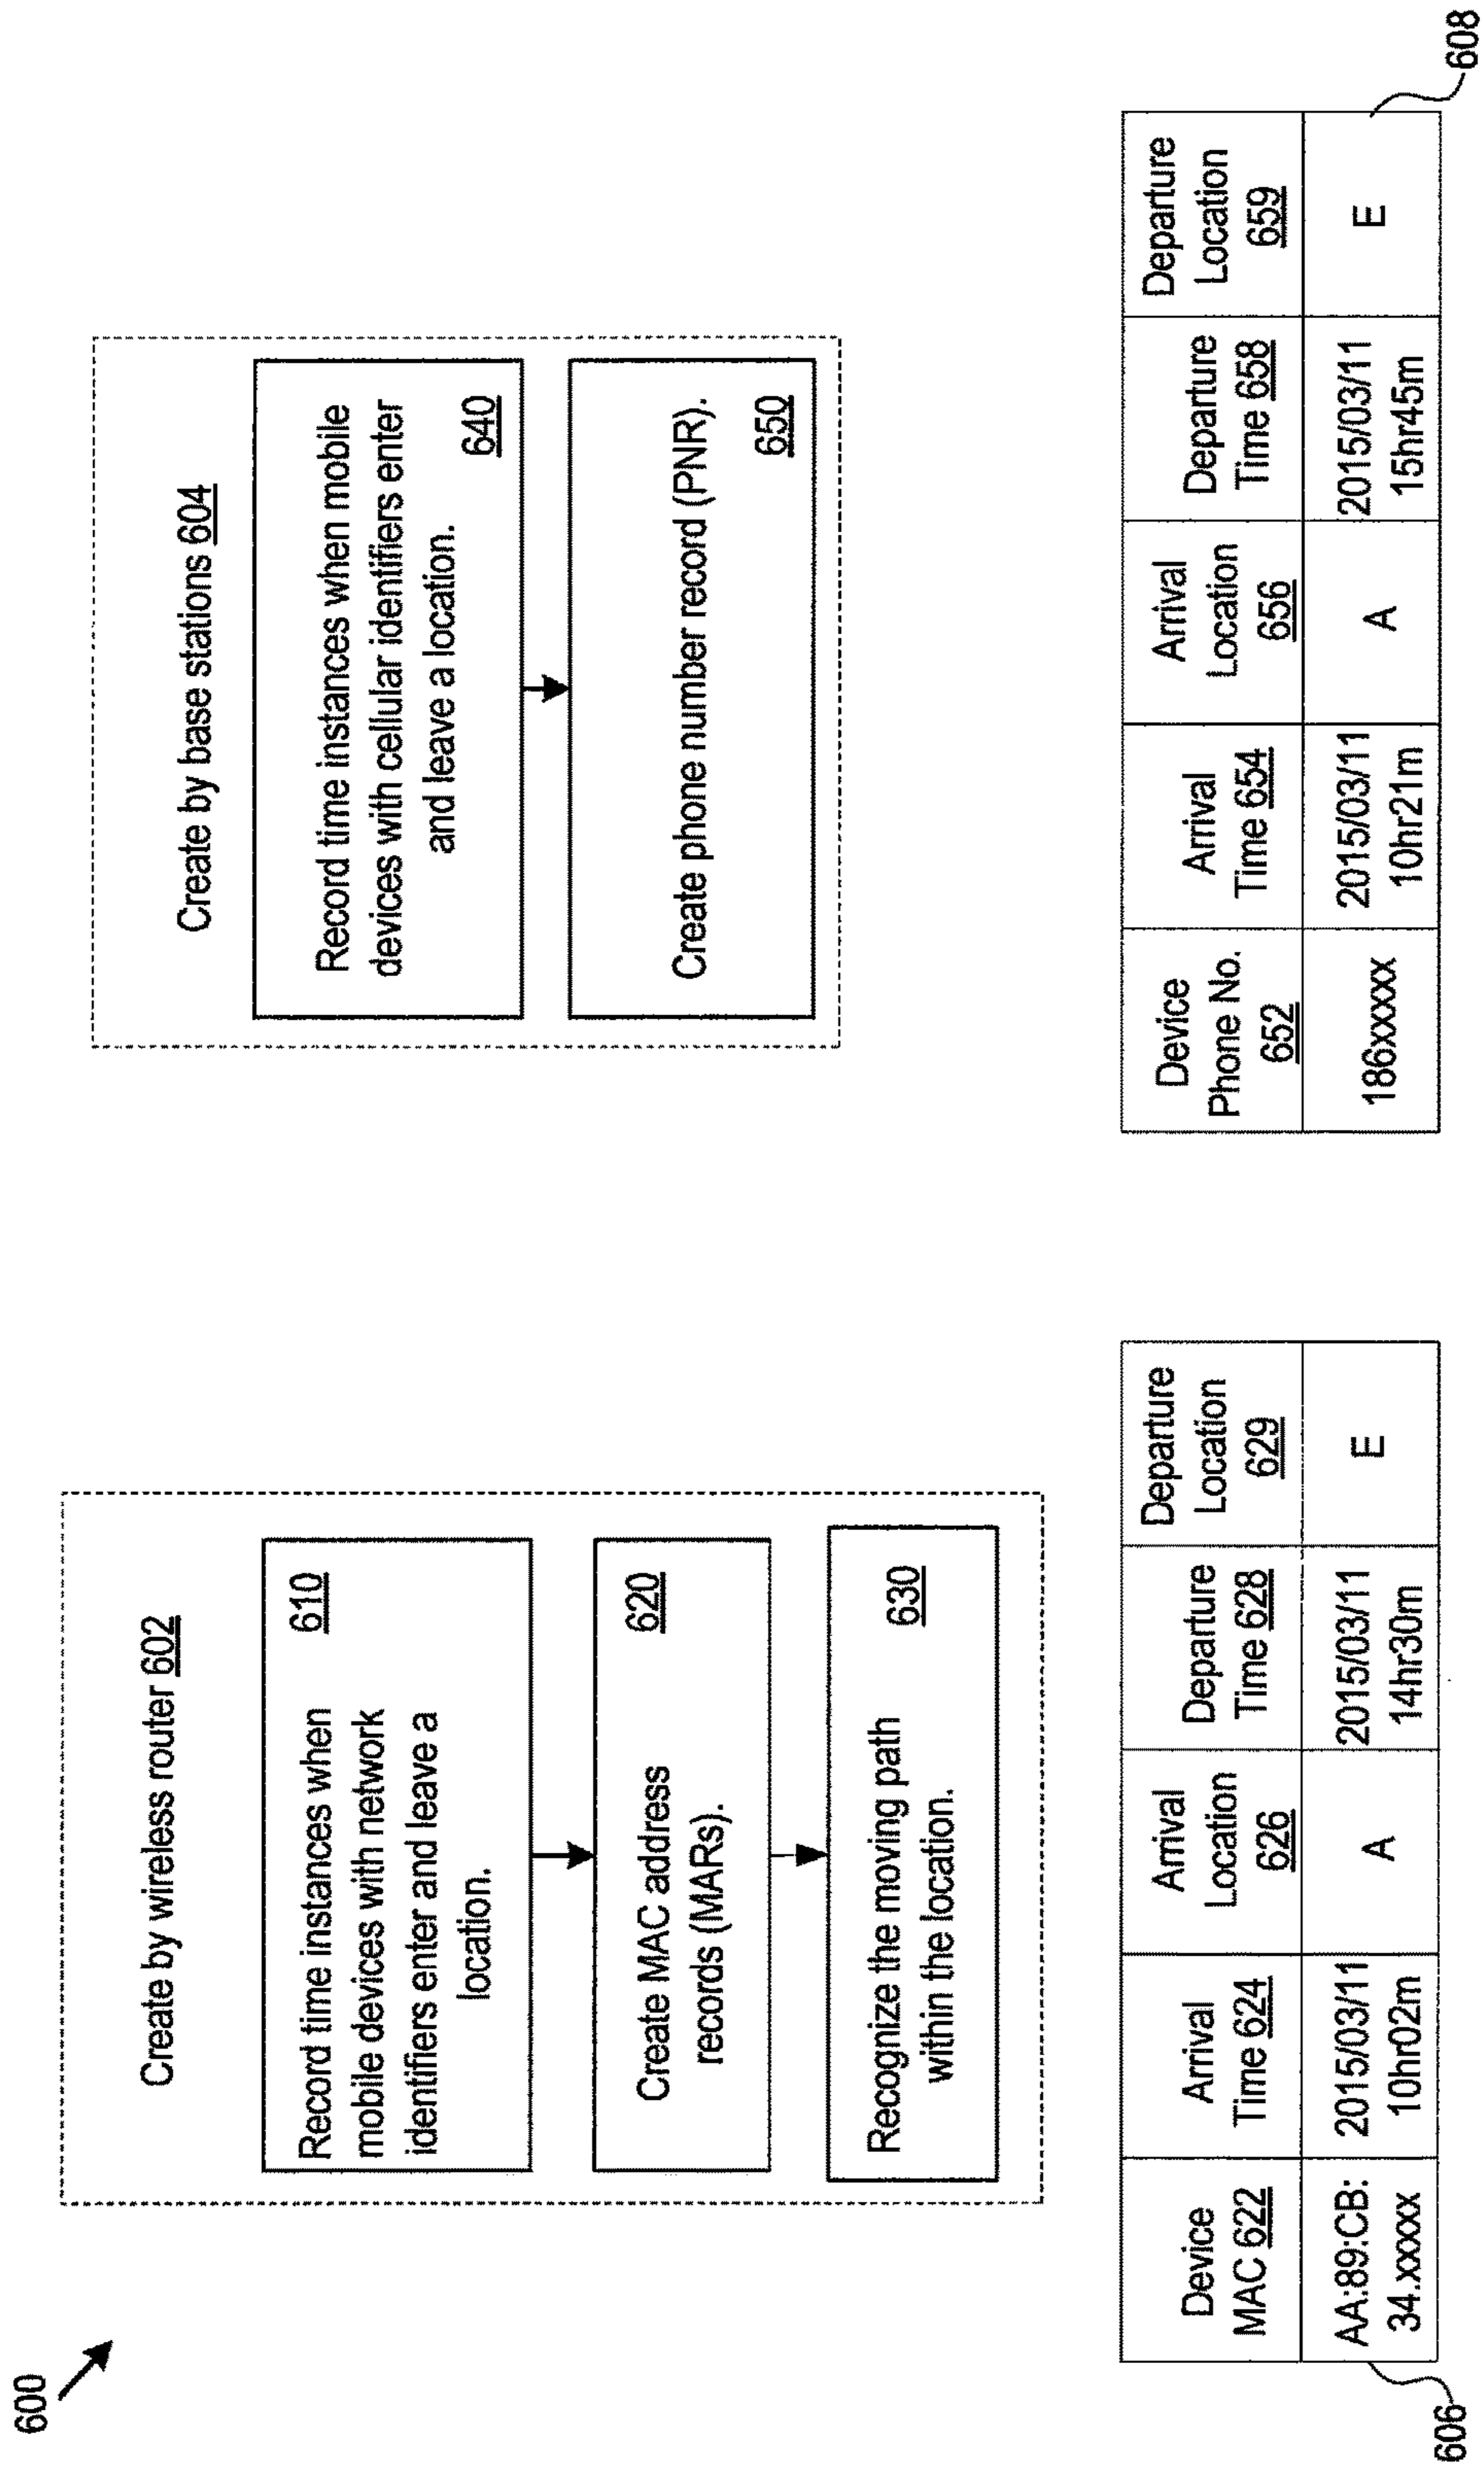 600
Create by wireless router 602
Record time instances when
mobile devices with network
identifiers enter and leave a
location.
610
Create MAC address
records (MARs).
620
Recognize the moving path
within the location.
630
Create by base stations 604
Record time instances when mobile
devices with cellular identifiers enter
and leave a location.
640
Create phone number record (PNR).
650
Device
MAC 622
Arrival
Time 624
Arrival
Location
626
Departure
Time 628
Departure
Location
629
AA:89:CB:
34.xxxxx
2015/03/11
10hr02m
A
2015/03/11
14hr30m
E
606
Device
Phone No.
652
Arrival
Time 654
Arrival
Location
656
Departure
Time 658
Departure
Location
659
186xxxxx
2015/03/11
10hr21m
A
2015/03/11
15hr45m
E
608